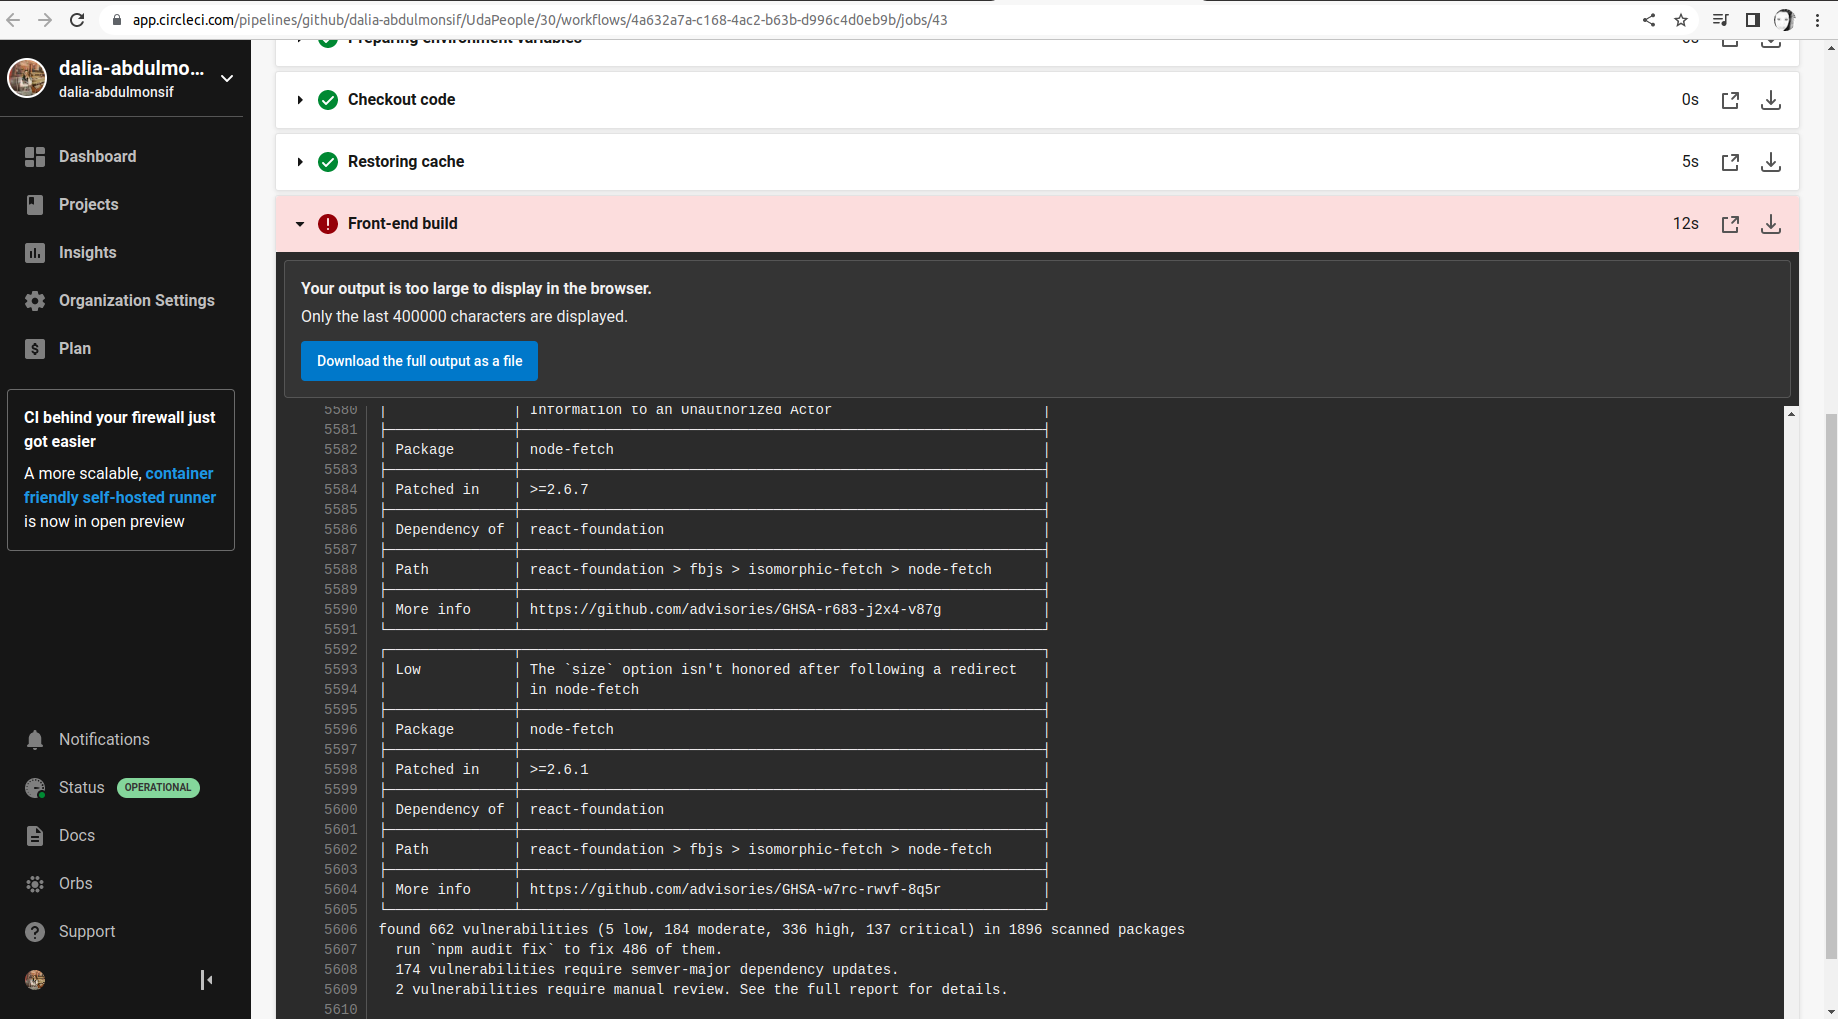 app.circleci.com/pipelines/github/dalia-abdulmonsif/UdaPeople/30/workflows/4a632a7a-c168-4ac2-b63b-d996c4d0eb9b/jobs/43
dalia-abdulmo...
dalia-abdulmonsif
Dashboard
Projects
Insights
Organization Settings
Plan
CI behind your firewall just
got easier
A more scalable, container
friendly self-hosted runner
is now in open preview
Notifications
Status OPERATIONAL
Docs
Orbs
Support
Preparing environment variables 0s
Checkout code 0s
Restoring cache 5s
Front-end build 12s
Your output is too large to display in the browser.
Only the last 400000 characters are displayed.
Download the full output as a file
5580 Information to an Unauthorized Actor
5581
5582 Package node-fetch
5583
5584 Patched in >=2.6.7
5585
5586 Dependency of react-foundation
5587
5588 Path react-foundation > fbjs > isomorphic-fetch > node-fetch
5589
5590 More info https://github.com/advisories/GHSA-r683-j2x4-v87g
5591
5592
5593 Low The `size` option isn't honored after following a redirect
5594 in node-fetch
5595
5596 Package node-fetch
5597
5598 Patched in >=2.6.1
5599
5600 Dependency of react-foundation
5601
5602 Path react-foundation > fbjs > isomorphic-fetch > node-fetch
5603
5604 More info https://github.com/advisories/GHSA-w7rc-rwvf-8q5r
5605
5606 found 662 vulnerabilities (5 low, 184 moderate, 336 high, 137 critical) in 1896 scanned packages
5607 run `npm audit fix` to fix 486 of them.
5608 174 vulnerabilities require semver-major dependency updates.
5609 2 vulnerabilities require manual review. See the full report for details.
5610